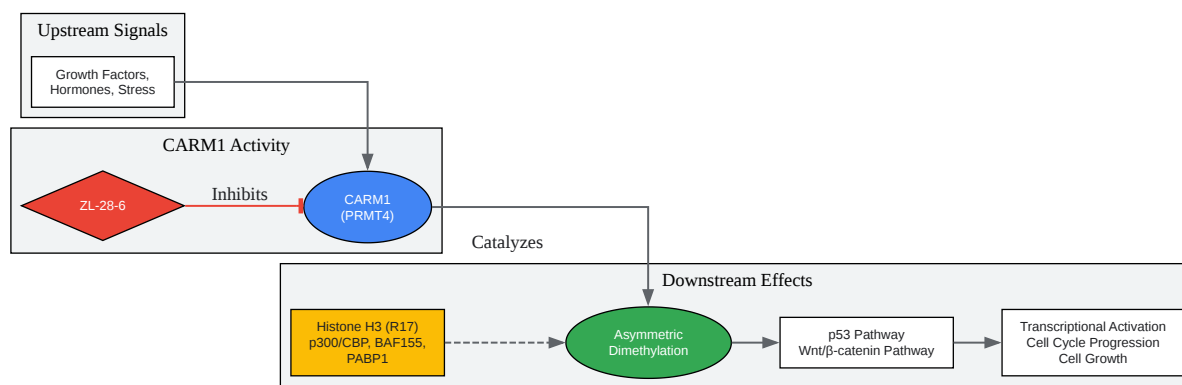 Upstream Signals
Growth Factors,
Hormones, Stress
CARM1 Activity
ZL-28-6
Inhibits
CARM1
(PRMT4)
Catalyzes
Downstream Effects
Histone H3 (R17)
p300/CBP, BAF155,
PABP1
Asymmetric
Dimethylation
p53 Pathway
Wnt/β-catenin Pathway
Transcriptional Activation
Cell Cycle Progression
Cell Growth